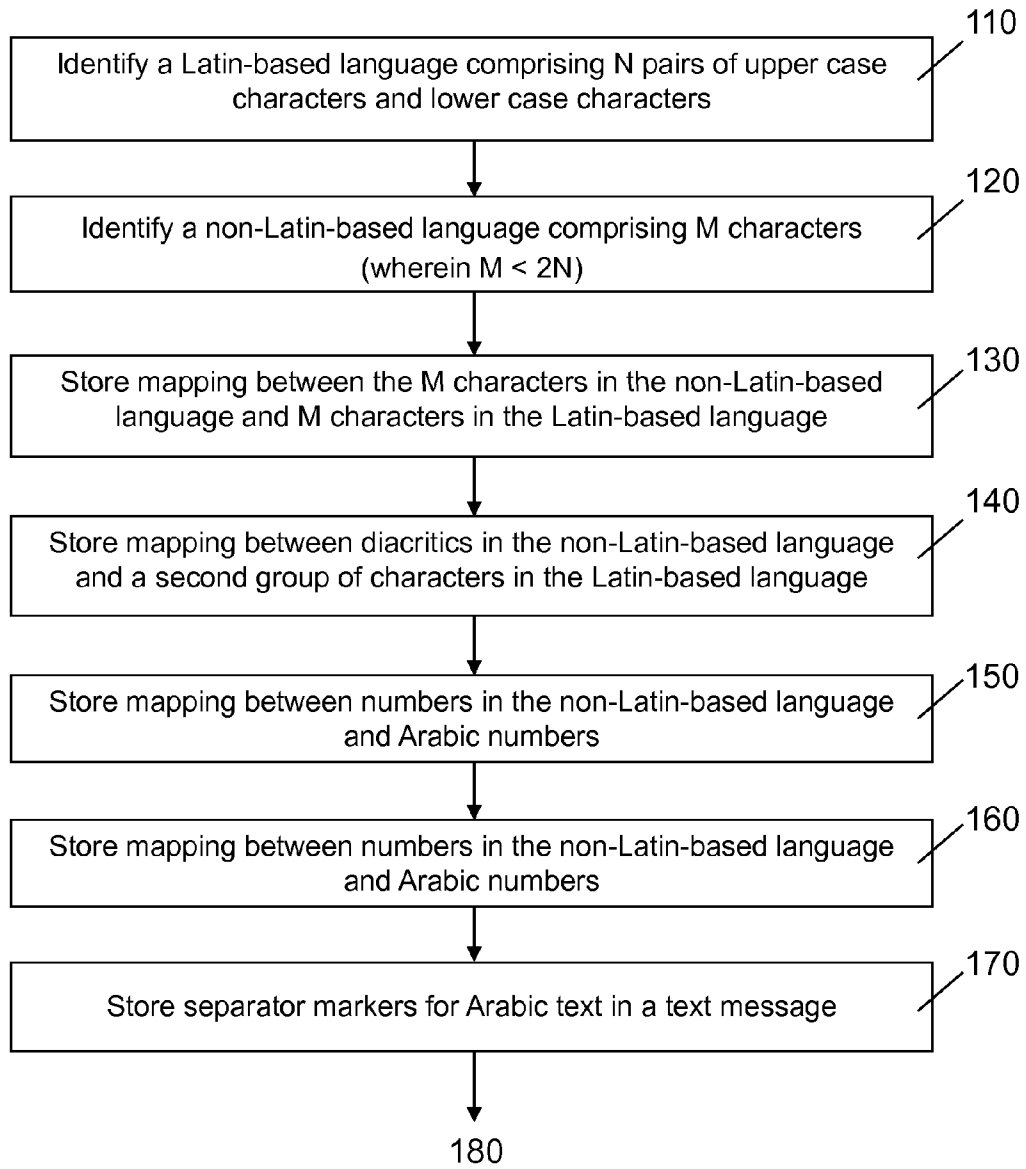 110
Identify a Latin-based language comprising N pairs of upper case
characters and lower case characters
120
Identify a non-Latin-based language comprising M characters
(wherein M < 2N)
130
Store mapping between the M characters in the non-Latin-based
language and M characters in the Latin-based language
140
Store mapping between diacritics in the non-Latin-based language
and a second group of characters in the Latin-based language
150
Store mapping between numbers in the non-Latin-based language
and Arabic numbers
160
Store mapping between numbers in the non-Latin-based language
and Arabic numbers
170
Store separator markers for Arabic text in a text message
180